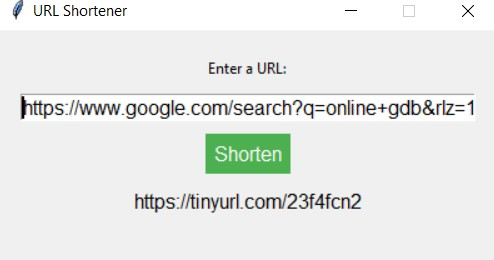 URL Shortener
Enter a URL:
https://www.google.com/search?q=online+gdb&rlz=1
Shorten
https://tinyurl.com/23f4fcn2